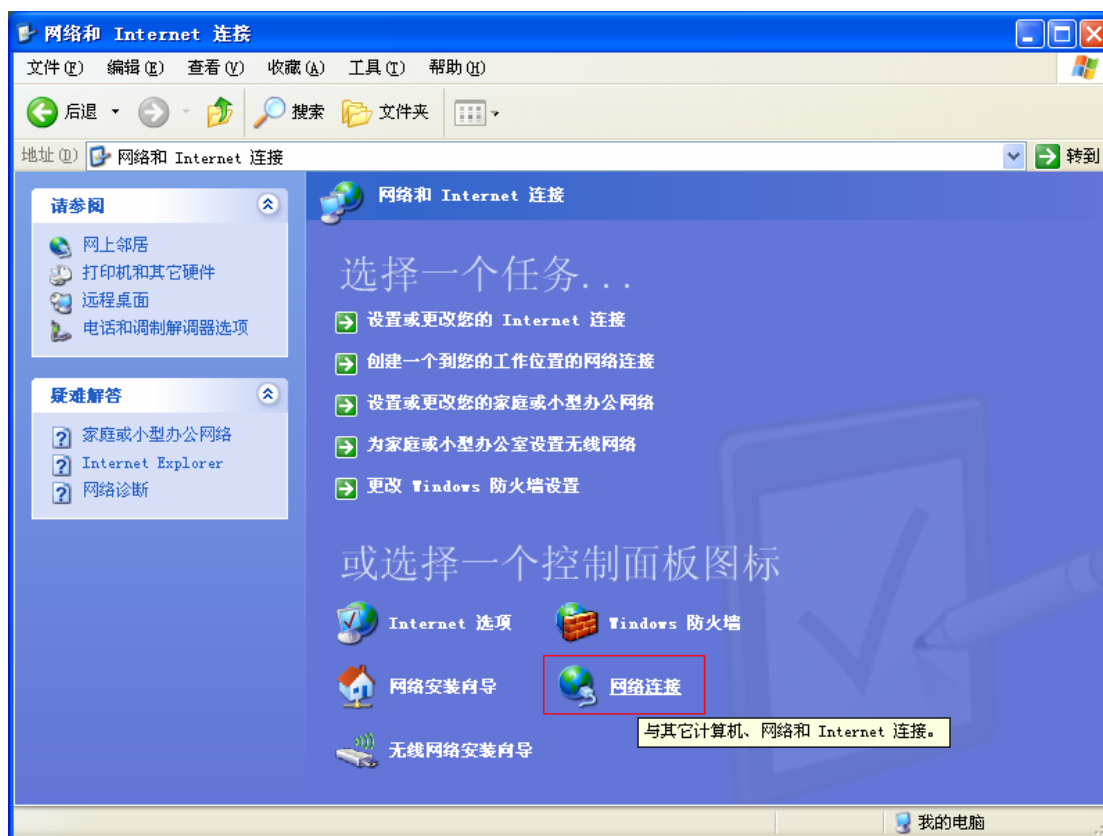 网络和 Internet 连接
文件(F) 编辑(E) 查看(V) 收藏(A) 工具(T) 帮助(H)
后退 搜索 文件夹
地址(D) 网络和 Internet 连接 转到
请参阅
网上邻居
打印机和其它硬件
远程桌面
电话和调制解调器选项
疑难解答
家庭或小型办公网络
Internet Explorer
网络诊断
网络和 Internet 连接
选择一个任务...
设置或更改您的 Internet 连接
创建一个到您的工作位置的网络连接
设置或更改您的家庭或小型办公网络
为家庭或小型办公室设置无线网络
更改 Windows 防火墙设置
或选择一个控制面板图标
Internet 选项 Windows 防火墙
网络安装向导 网络连接
与其它计算机、网络和 Internet 连接。
无线网络安装向导
我的电脑